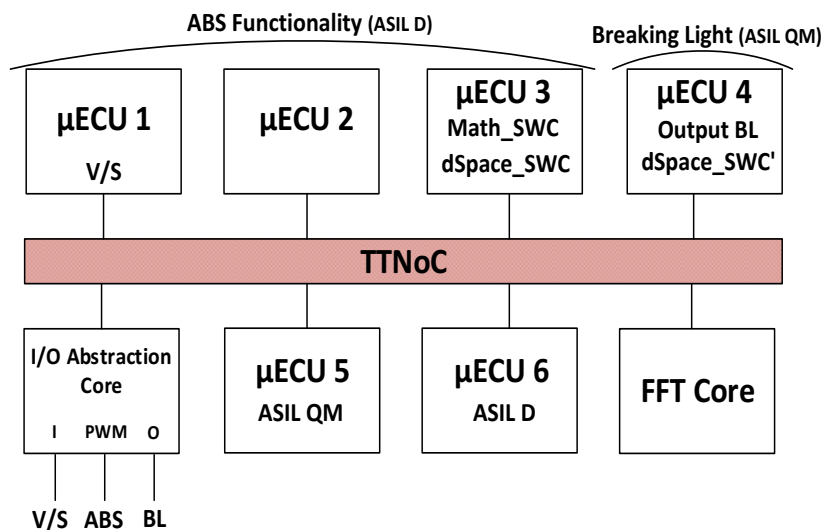 ABS Functionality (ASIL D)
Breaking Light (ASIL QM)
µECU 1
V/S
µECU 2
µECU 3
Math_SWC
dSpace_SWC
µECU 4
Output BL
dSpace_SWC'
TTNoC
I/O Abstraction
Core
I PWM O
V/S ABS BL
µECU 5
ASIL QM
µECU 6
ASIL D
FFT Core